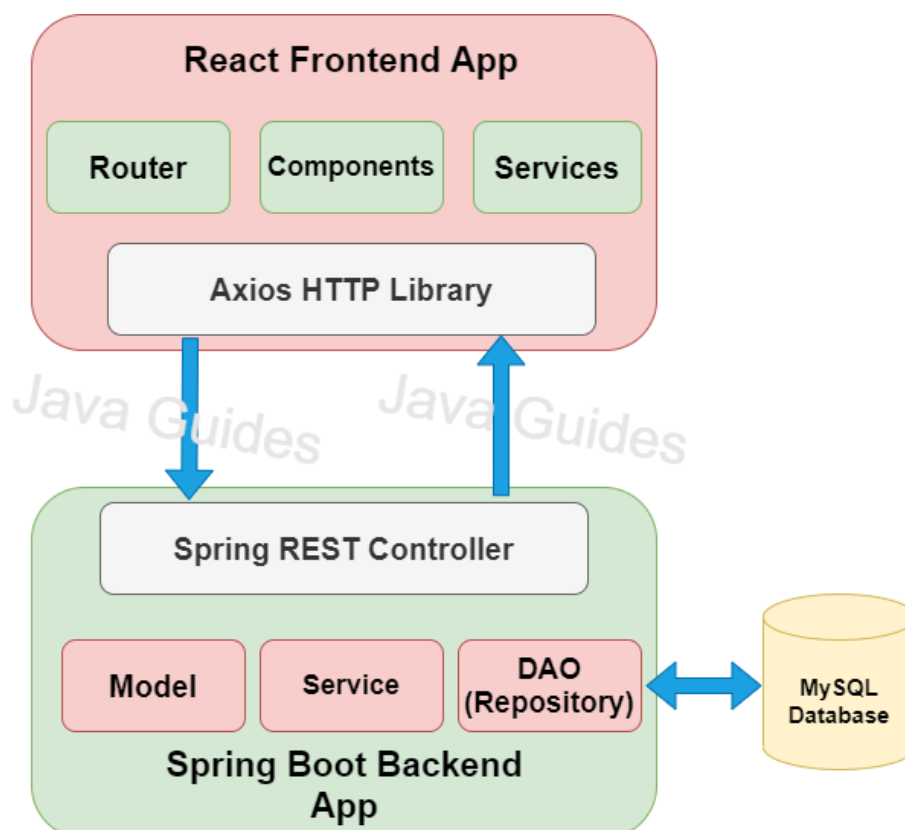 React Frontend App
Router
Components
Services
Axios HTTP Library
Java Guides
Java Guides
Spring REST Controller
Model
Service
DAO
(Repository)
MySQL
Database
Spring Boot Backend
App